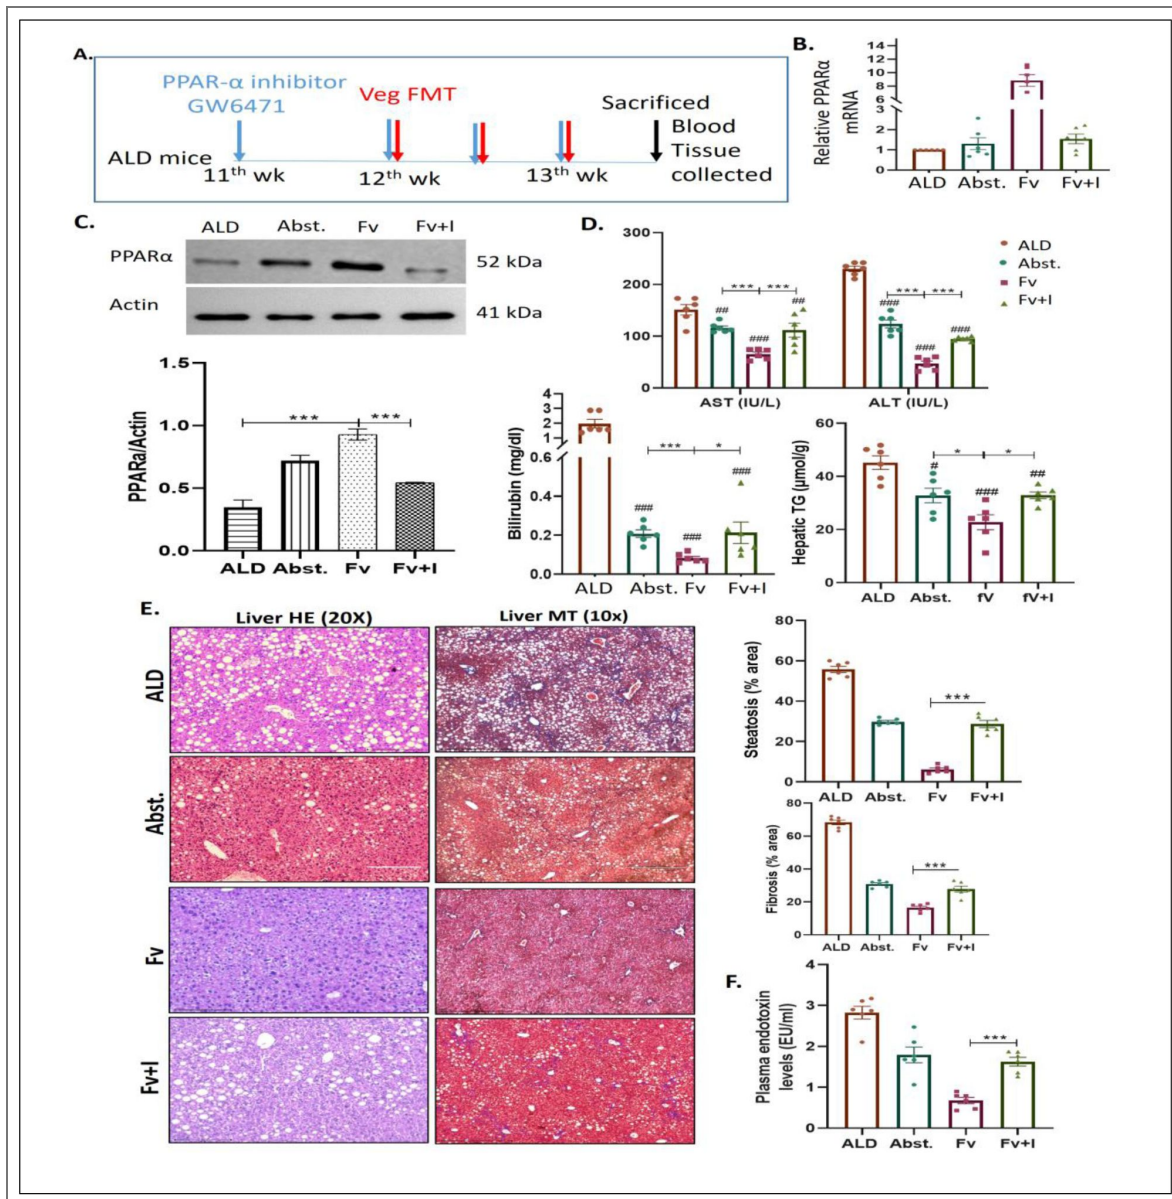 A.
PPAR-α inhibitor
GW6471
Veg FMT
Sacrificed
Blood
Tissue
collected
ALD mice
11th wk
12th wk
13th wk
B.
Relative PPARα
mRNA
14
12
10
8
6
3
2
1
0
ALD Abst. Fv Fv+I
C.
ALD Abst. Fv Fv+I
PPARα
52 kDa
Actin
41 kDa
PPARa/Actin
1.5
1.0
0.5
0.0
*** ***
ALD Abst. Fv Fv+I
D.
300
200
100
0
*** *** *** ***
## ### ## ### ### ###
AST (IU/L) ALT (IU/L)
ALD
Abst.
Fv
Fv+I
Bilirubin (mg/dl)
4
3
2
1
0.6
0.4
0.2
0.0
*** *
### ### ###
ALD Abst. Fv Fv+I
Hepatic TG (µmol/g)
60
40
20
0
* *
# ### ##
ALD Abst. fV fV+I
E.
Liver HE (20X) Liver MT (10x)
ALD
Abst.
Fv
Fv+I
Steatosis (% area)
80
60
40
20
0
***
ALD Abst. Fv Fv+I
Fibrosis (% area)
80
60
40
20
0
***
ALD Abst. Fv Fv+I
F.
Plasma endotoxin
levels (EU/ml)
4
3
2
1
0
***
ALD Abst. Fv Fv+I